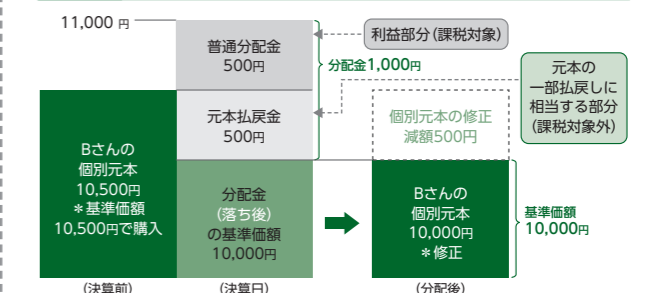 11,000 円
普通分配金
500円
利益部分（課税対象）
分配金1,000円
元本の
一部払戻しに
相当する部分
（課税対象外）
元本払戻金
500円
個別元本の修正
減額500円
Bさんの
個別元本
10,500円
＊基準価額
10,500円で購入
分配金
（落ち後）
の基準価額
10,000円
Bさんの
個別元本
10,000円
＊修正
基準価額
10,000円
（決算前）
（決算日）
（分配後）